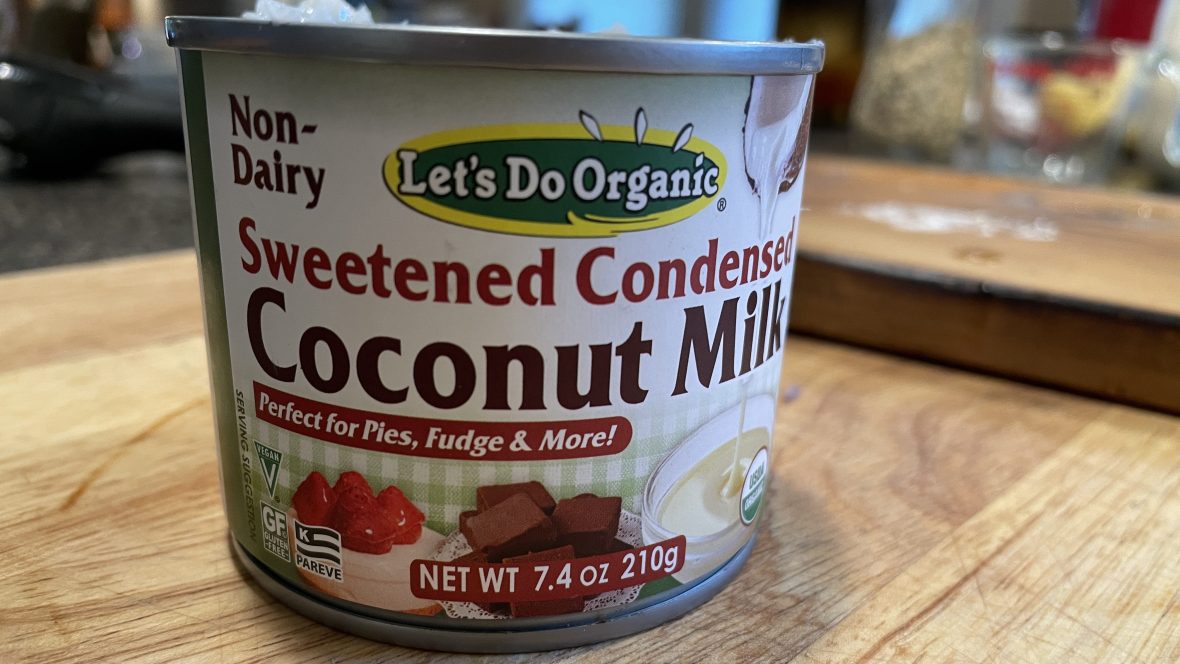 Non-
Dairy
Let's Do Organic®
Sweetened Condensed
Coconut Milk
Perfect for Pies, Fudge & More!
SERVING SUGGESTION
VEGAN
V
GF
GLUTEN
-FREE
K
PAREVE
USDA
ORGANIC
NET WT 7.4 OZ 210g